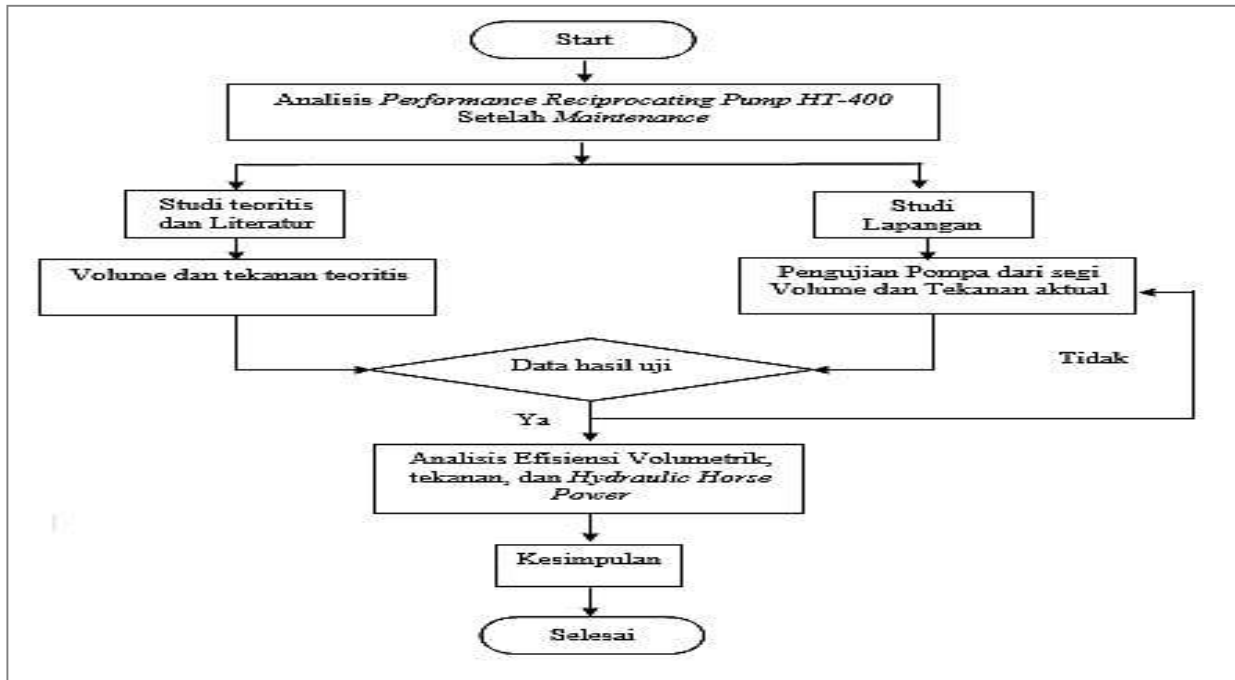 Start
Analisis Performance Reciprocating Pump HT-400
Setelah Maintenance
Studi teoritis
dan Literatur
Studi
Lapangan
Volume dan tekanan teoritis
Pengujian Pompa dari segi
Volume dan Tekanan aktual
Data hasil uji
Tidak
Ya
Analisis Efisiensi Volumetrik,
tekanan, dan Hydraulic Horse
Power
Kesimpulan
Selesai